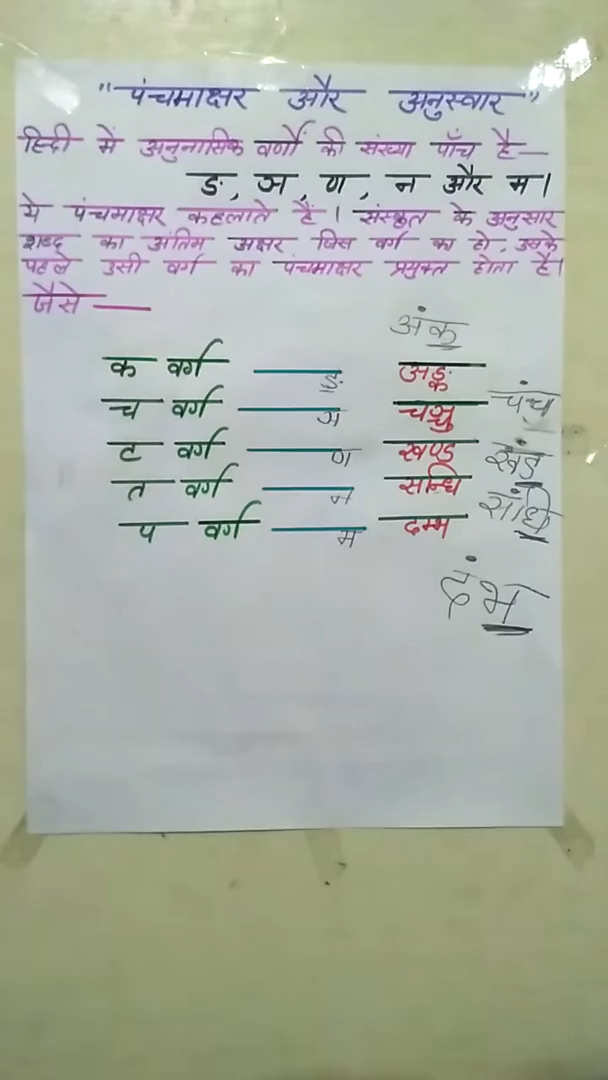 "पंचमाक्षर और अनुस्वार"
हिंदी में अनुनासिक वर्णों की संख्या पाँच है—
ङ, ञ, ण, न और म।
ये पंचमाक्षर कहलाते हैं। संस्कृत के अनुसार
शब्द का अंतिम अक्षर जिस वर्ग का हो, उसके
पहले उसी वर्ग का पंचमाक्षर प्रयुक्त होता है।
जैसे —
अंक
क वर्ग — ङ अङ्क
च वर्ग — ञ चञ्चु चंच
ट वर्ग — ण खण्ड खंड
त वर्ग — न सन्धि संधि
प वर्ग — म दम्भ
दंभ